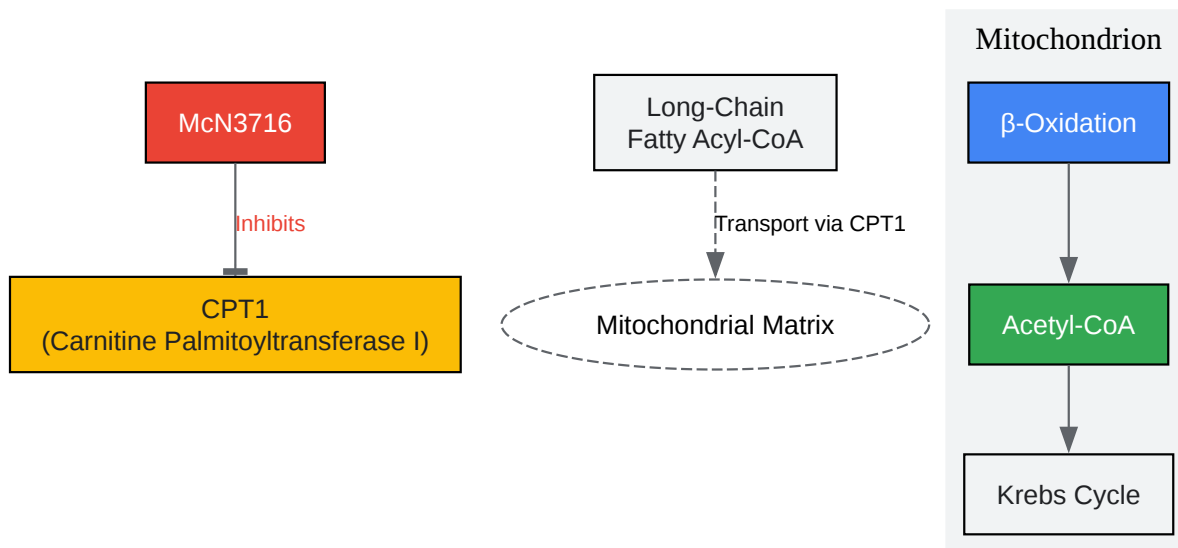 McN3716
Inhibits
CPT1
(Carnitine Palmitoyltransferase I)
Long-Chain
Fatty Acyl-CoA
Transport via CPT1
Mitochondrial Matrix
Mitochondrion
β-Oxidation
Acetyl-CoA
Krebs Cycle